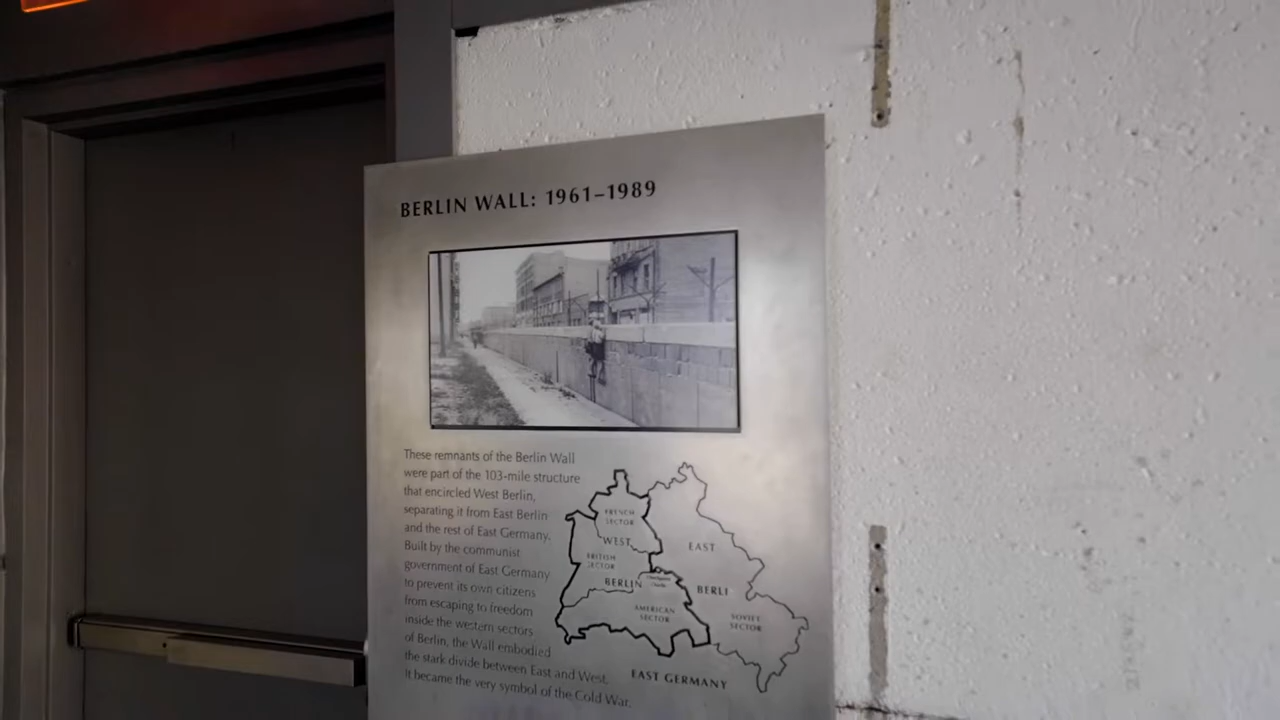 BERLIN WALL: 1961–1989
These remnants of the Berlin Wall
were part of the 103-mile structure
that encircled West Berlin,
separating it from East Berlin
and the rest of East Germany.
Built by the communist
government of East Germany
to prevent its own citizens
from escaping to freedom
inside the western sectors
of Berlin, the Wall embodied
the stark divide between East and West.
It became the very symbol of the Cold War.
FRENCH
SECTOR
WEST
BRITISH
SECTOR
BERLIN
Checkpoint
Charlie
AMERICAN
SECTOR
EAST
BERLI
SOVIET
SECTOR
EAST GERMANY